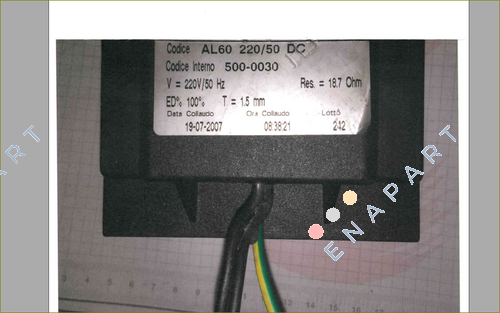 Codice AL60 220/50 DC
Codice Interno 500-0030
V = 220V/50 Hz Res. = 18.7 Ohm
ED% 100% T = 1.5 mm
Data Collaudo Ora Collaudo Lotto
19-07-2007 08:38:21 242
ENAPART
PART